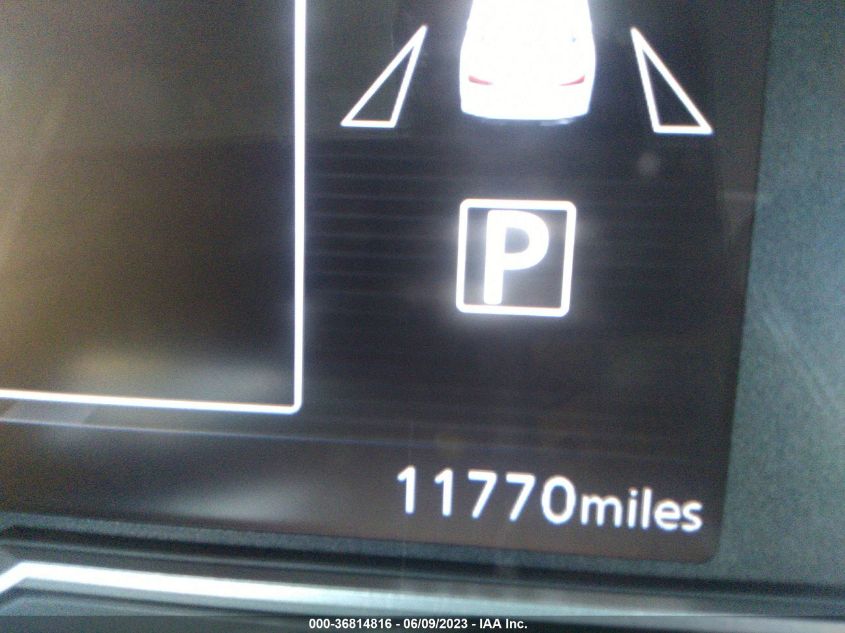 P
11770miles
000-36814816 - 06/09/2023 - IAA Inc.